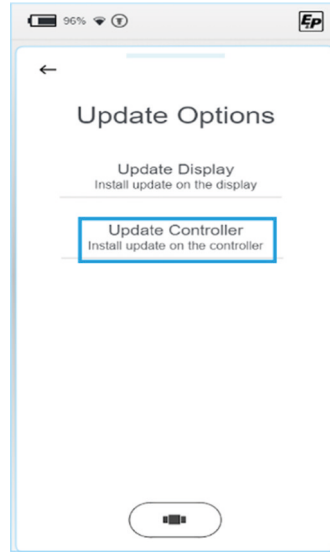 96%
EP
Update Options
Update Display
Install update on the display
Update Controller
Install update on the controller